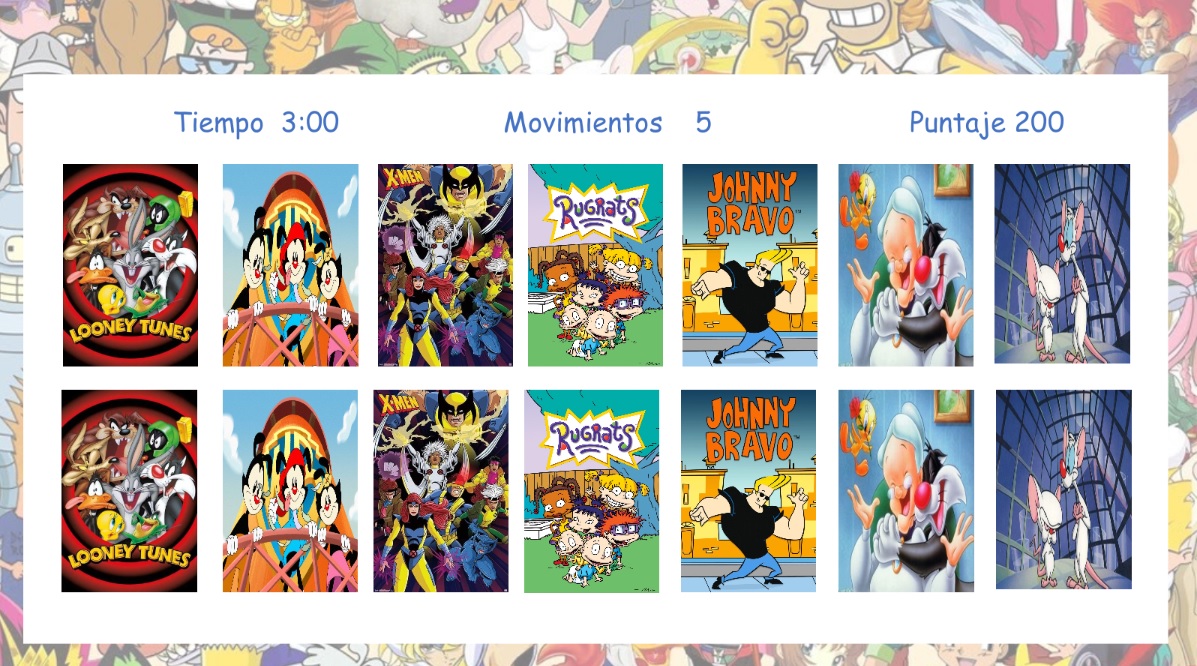 Tiempo 3:00
Movimientos 5
Puntaje 200
LOONEY TUNES
X-MEN
RUGRATS
JOHNNY
BRAVO
LOONEY TUNES
X-MEN
RUGRATS
JOHNNY
BRAVO